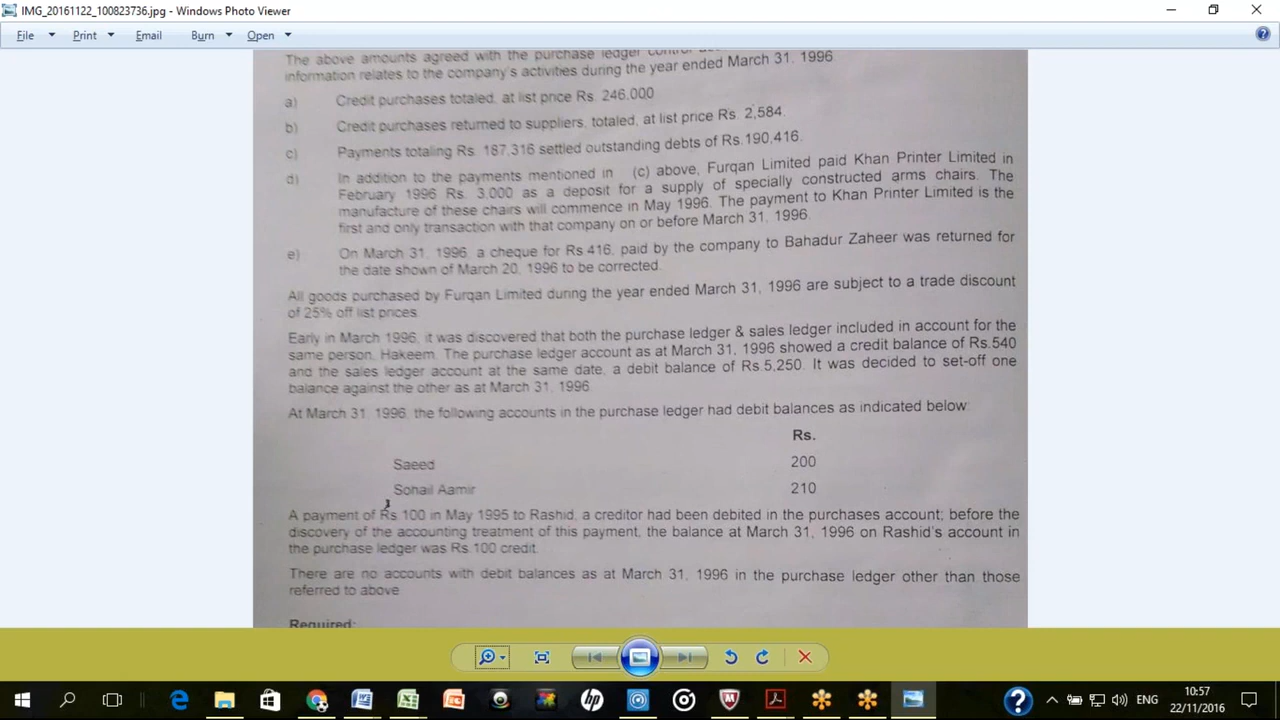 IMG_20161122_100823736.jpg - Windows Photo Viewer
File Print Email Burn Open
The above amounts agreed with the purchase ledger control
information relates to the company's activities during the year ended March 31, 1996.
a) Credit purchases totaled, at list price Rs. 246,000
b) Credit purchases returned to suppliers, totaled, at list price Rs. 2,584.
c) Payments totaling Rs. 187,316 settled outstanding debts of Rs.190,416.
d) In addition to the payments mentioned in (c) above, Furqan Limited paid Khan Printer Limited in
February 1996 Rs. 3,000 as a deposit for a supply of specially constructed arms chairs. The
manufacture of these chairs will commence in May 1996. The payment to Khan Printer Limited is the
first and only transaction with that company on or before March 31, 1996.
e) On March 31, 1996, a cheque for Rs.416, paid by the company to Bahadur Zaheer was returned for
the date shown of March 20, 1996 to be corrected.
All goods purchased by Furqan Limited during the year ended March 31, 1996 are subject to a trade discount
of 25% off list prices.
Early in March 1996, it was discovered that both the purchase ledger & sales ledger included in account for the
same person, Hakeem. The purchase ledger account as at March 31, 1996 showed a credit balance of Rs.540
and the sales ledger account at the same date, a debit balance of Rs.5,250. It was decided to set-off one
balance against the other as at March 31, 1996.
At March 31, 1996, the following accounts in the purchase ledger had debit balances as indicated below:
Rs.
Saeed 200
Sohail Aamir 210
A payment of Rs.100 in May 1995 to Rashid, a creditor had been debited in the purchases account; before the
discovery of the accounting treatment of this payment, the balance at March 31, 1996 on Rashid's account in
the purchase ledger was Rs.100 credit.
There are no accounts with debit balances as at March 31, 1996 in the purchase ledger other than those
referred to above.
Required:
ENG
10:57
22/11/2016